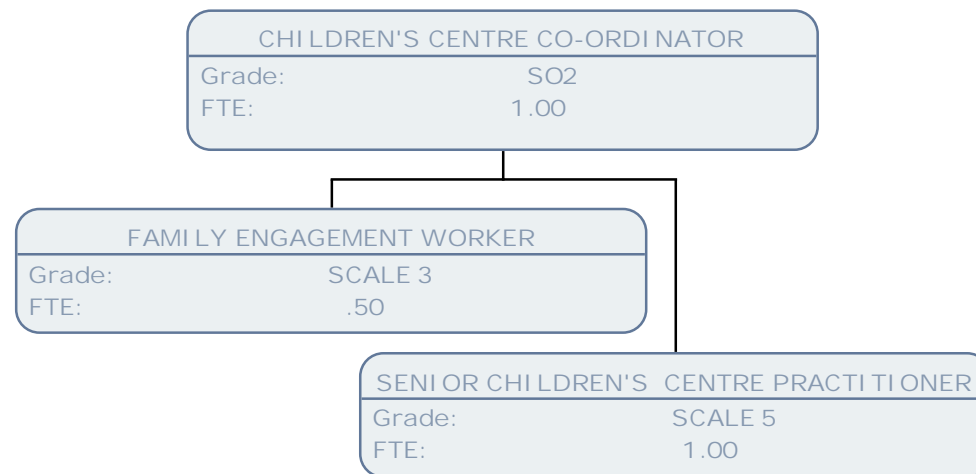 CHILDREN'S CENTRE CO-ORDINATOR
Grade: SO2
FTE: 1.00
FAMILY ENGAGEMENT WORKER
Grade: SCALE 3
FTE: .50
SENIOR CHILDREN'S CENTRE PRACTITIONER
Grade: SCALE 5
FTE: 1.00